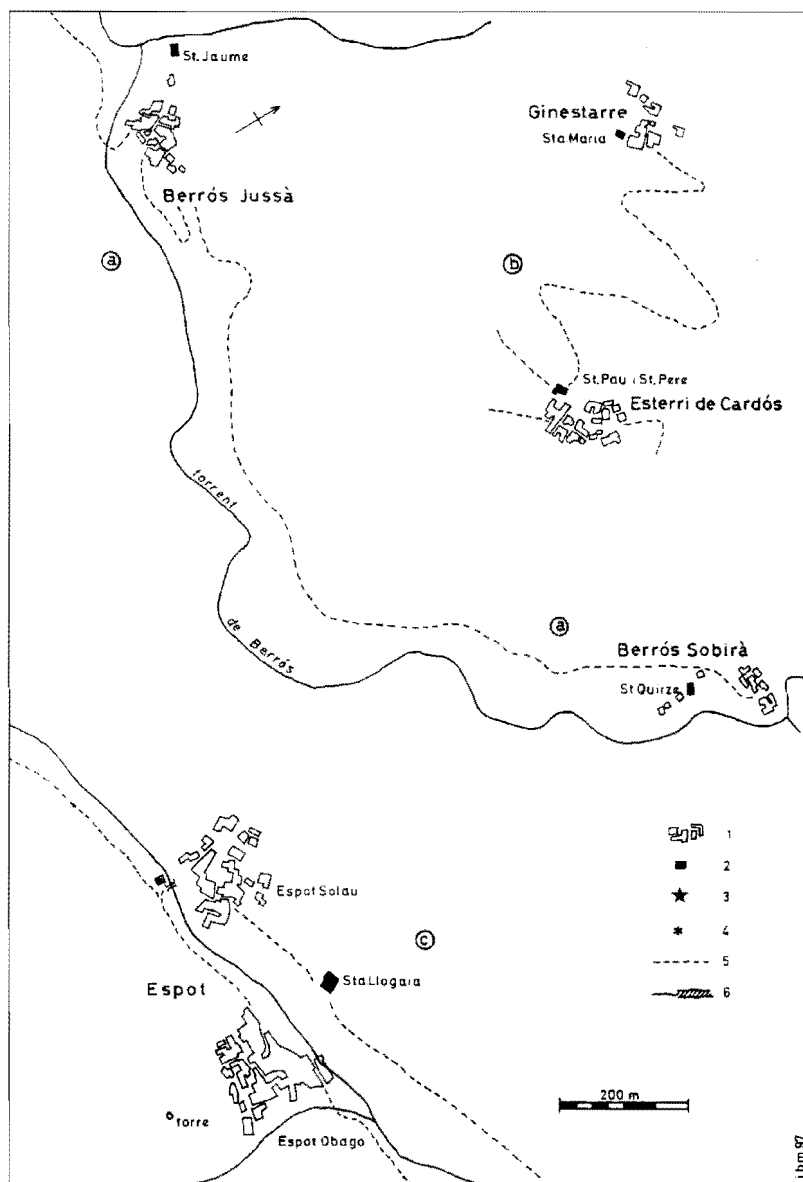 St. Jaume
Ginestarre
Sta. Maria
Berrós Jussà
a
b
St. Pau i St. Pere
Esterri de Cardós
torrent
de Berrós
a
Berrós Sobirà
St Quirze
1
2
3
4
5
6
Espot Solau
c
Espot
Sta Llogaia
200 m
torre
Espot Obago
j.b.m. 87